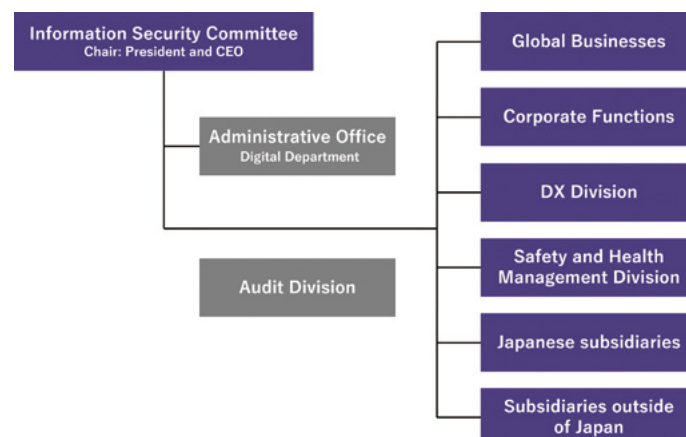 Information Security Committee
Chair: President and CEO
Administrative Office
Digital Department
Audit Division
Global Businesses
Corporate Functions
DX Division
Safety and Health
Management Division
Japanese subsidiaries
Subsidiaries outside
of Japan